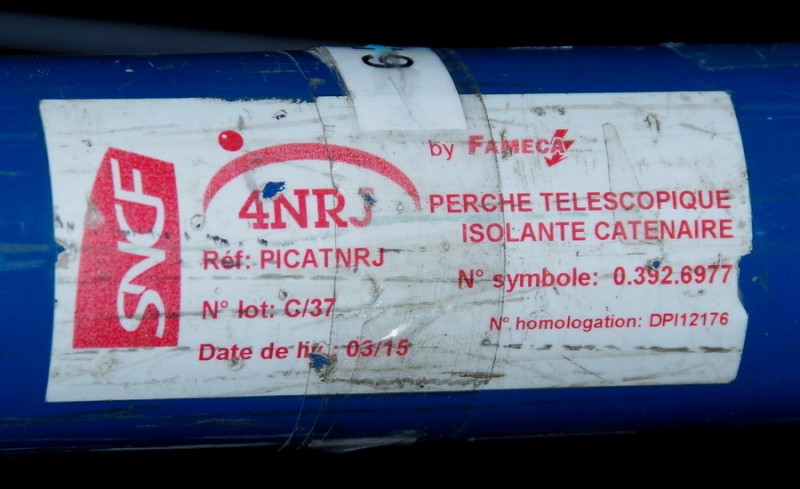 SNCF
4NRJ
by FAMECA
PERCHE TELESCOPIQUE
ISOLANTE CATENAIRE
Réf: PICATNRJ
N° symbole: 0.392.6977
N° lot: C/37
N° homologation: DPI12176
Date de liv : 03/15